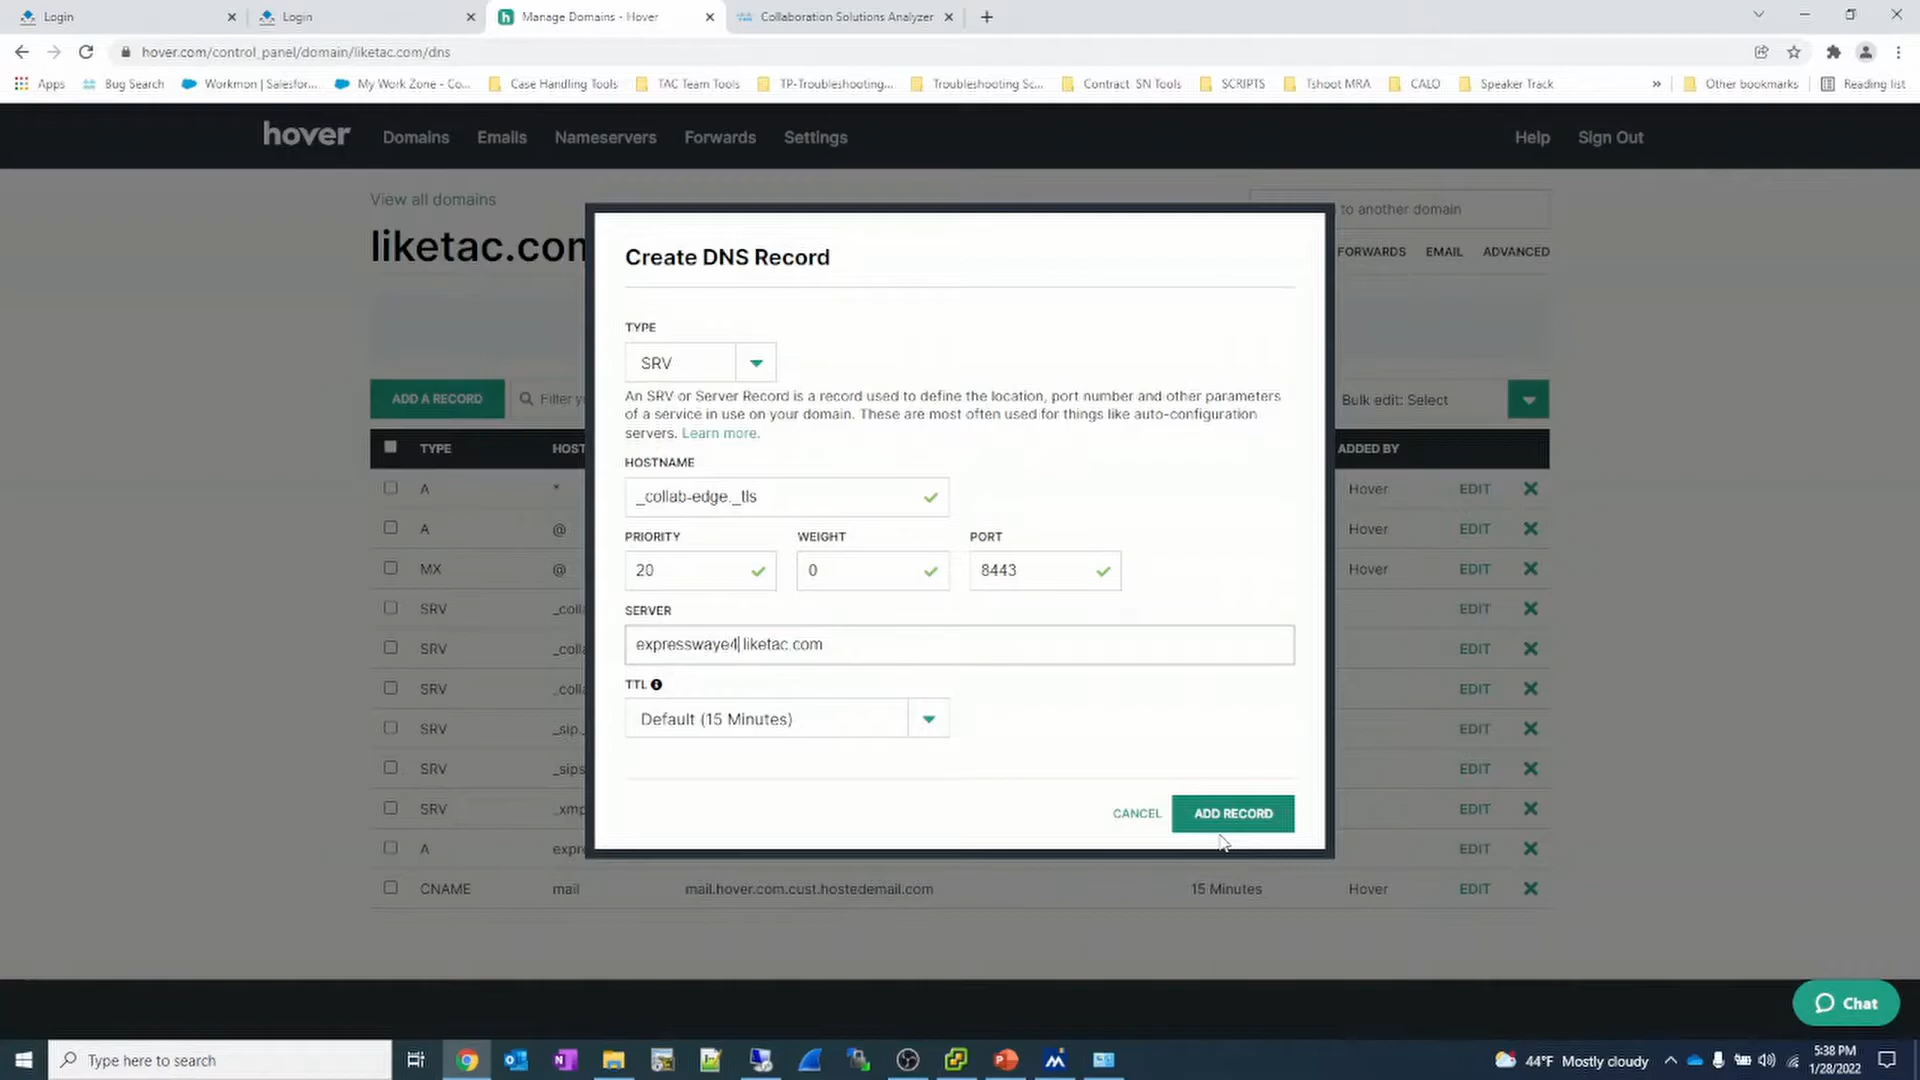 Login
Login
Manage Domains - Hover
Collaboration Solutions Analyzer
hover.com/control_panel/domain/liketac.com/dns
Apps
Bug Search
Workmon | Salesfor...
My Work Zone - Co...
Case Handling Tools
TAC Team Tools
TP-Troubleshooting...
Troubleshooting Sc...
Contract SN Tools
SCRIPTS
Tshoot MRA
CALO
Speaker Track
»
Other bookmarks
Reading list
hover
Domains
Emails
Nameservers
Forwards
Settings
Help
Sign Out
View all domains
to another domain
liketac.com
FORWARDS
EMAIL
ADVANCED
Create DNS Record
TYPE
SRV
An SRV or Server Record is a record used to define the location, port number and other parameters
of a service in use on your domain. These are most often used for things like auto-configuration
servers. Learn more.
HOSTNAME
_collab-edge._tls
PRIORITY
WEIGHT
PORT
20
0
8443
SERVER
expresswaye4.liketac.com
TTL
Default (15 Minutes)
CANCEL
ADD RECORD
ADD A RECORD
Filter y
Bulk edit: Select
TYPE
HOST
ADDED BY
A
*
Hover
EDIT
A
@
Hover
EDIT
MX
@
Hover
EDIT
SRV
_colla
EDIT
SRV
_colla
EDIT
SRV
_colla
EDIT
SRV
_sip._
EDIT
SRV
_sips
EDIT
SRV
_xmp
EDIT
A
expre
EDIT
CNAME
mail
mail.hover.com.cust.hostedemail.com
15 Minutes
Hover
EDIT
Chat
Type here to search
44°F Mostly cloudy
5:38 PM
1/28/2022